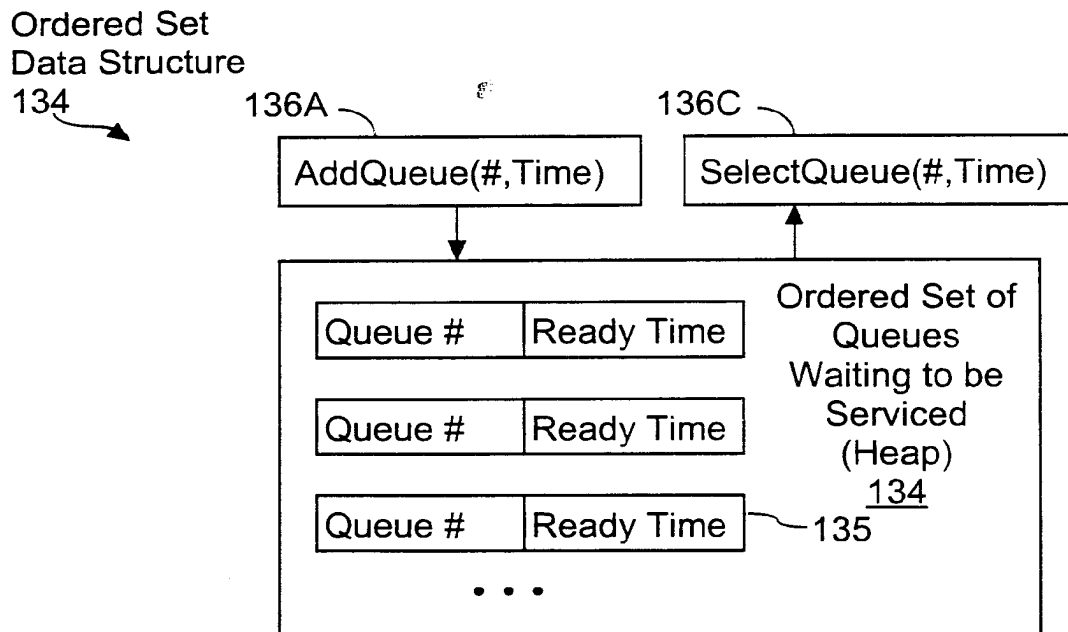 Ordered Set
Data Structure
134
136A
136C
AddQueue(#,Time)
SelectQueue(#,Time)
Queue # Ready Time
Queue # Ready Time
Queue # Ready Time
135
Ordered Set of
Queues
Waiting to be
Serviced
(Heap)
134
• • •